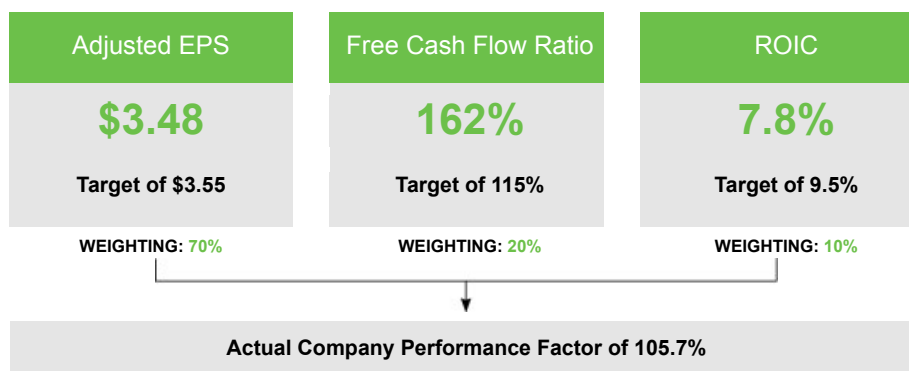 Adjusted EPS
$3.48
Target of $3.55
WEIGHTING: 70%
Free Cash Flow Ratio
162%
Target of 115%
WEIGHTING: 20%
ROIC
7.8%
Target of 9.5%
WEIGHTING: 10%
Actual Company Performance Factor of 105.7%